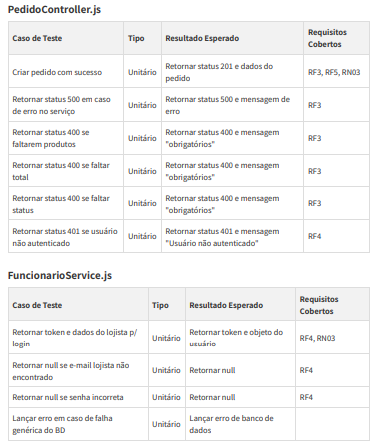 PedidoController.js
Caso de Teste Tipo Resultado Esperado Requisitos
Cobertos
Criar pedido com sucesso Unitário Retornar status 201 e dados do
pedido RF3, RF5, RN03
Retornar status 500 em caso
de erro no serviço Unitário Retornar status 500 e mensagem de
erro RF3
Retornar status 400 se
faltarem produtos Unitário Retornar status 400 e mensagem
"obrigatórios" RF3
Retornar status 400 se faltar
total Unitário Retornar status 400 e mensagem
"obrigatórios" RF3
Retornar status 400 se faltar
status Unitário Retornar status 400 e mensagem
"obrigatórios" RF3
Retornar status 401 se usuário
não autenticado Unitário Retornar status 401 e mensagem
"Usuário não autenticado" RF4
FuncionarioService.js
Caso de Teste Tipo Resultado Esperado Requisitos
Cobertos
Retornar token e dados do lojista p/
login Unitário Retornar token e objeto do
usuário RF4, RN03
Retornar null se e-mail lojista não
encontrado Unitário Retornar null RF4
Retornar null se senha incorreta Unitário Retornar null RF4
Lançar erro em caso de falha
genérica do BD Unitário Lançar erro de banco de
dados